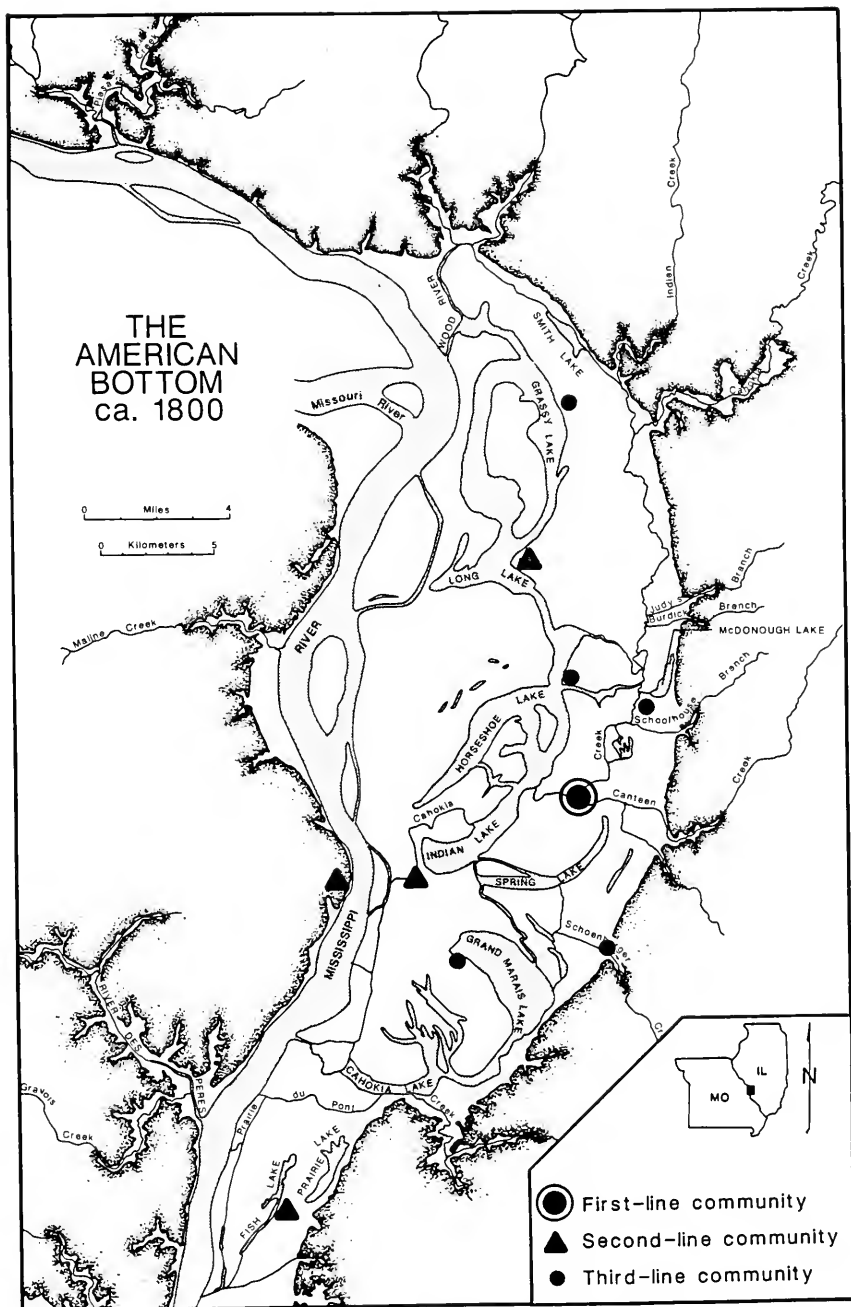 Piasa
Creek
THE
AMERICAN
BOTTOM
ca. 1800
Indian
Creek
Creek
WOOD
RIVER
SMITH LAKE
GRASSY LAKE
Missouri River
0 Miles 4
0 Kilometers 5
LONG LAKE
Judy's Branch
Burdick Branch
McDONOUGH LAKE
Maline Creek
RIVER
Schoolhouse
Branch
HORSESHOE LAKE
Creek
Canteen
Creek
Cahokia
INDIAN LAKE
SPRING LAKE
MISSISSIPPI
GRAND MARAIS LAKE
RIVER DES
PERES
Gravois
Creek
CAHOKIA LAKE
Prairie du Pont Creek
FISH LAKE
PRAIRIE LAKE
MO
IL
N
First-line community
Second-line community
Third-line community